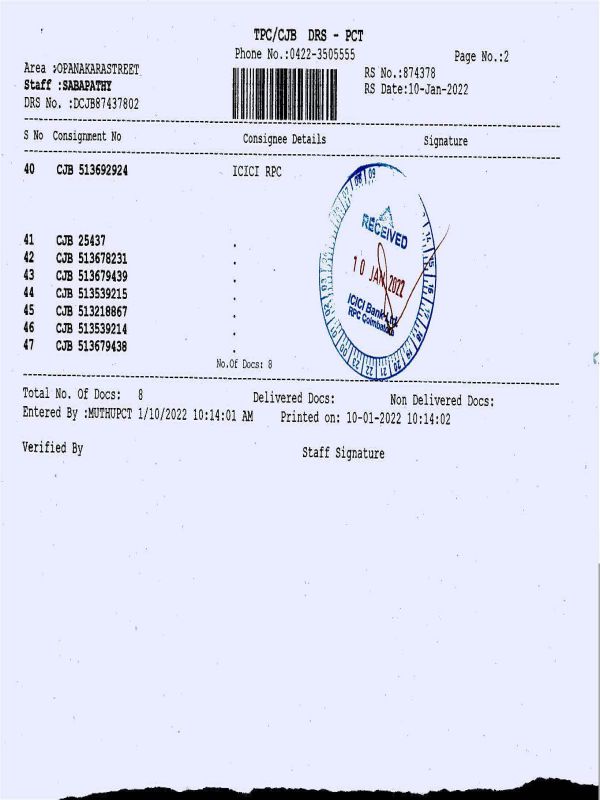 TPC/CJB DRS - PCT
Phone No.:0422-3505555
Page No.:2
Area :OPANAKARASTREET
RS No.:874378
Staff :SABAPATHY
RS Date:10-Jan-2022
DRS No. :DCJB87437802
S No Consignment No Consignee Details Signature
40 CJB 513692924 ICICI RPC
RECEIVED
10 JAN 2022
ICICI Bank Ltd
RPC Coimbatore
41 CJB 25437 .
42 CJB 513678231 .
43 CJB 513679439 .
44 CJB 513539215 .
45 CJB 513218867 .
46 CJB 513539214 .
47 CJB 513679438 .
No.Of Docs: 8
Total No. Of Docs: 8 Delivered Docs: Non Delivered Docs:
Entered By :MUTHUPCT 1/10/2022 10:14:01 AM Printed on: 10-01-2022 10:14:02
Verified By Staff Signature